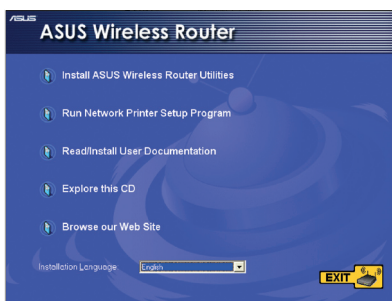 ASUS
ASUS Wireless Router
Install ASUS Wireless Router Utilities
Run Network Printer Setup Program
Read/Install User Documentation
Explore this CD
Browse our Web Site
Installation Language: English
EXIT